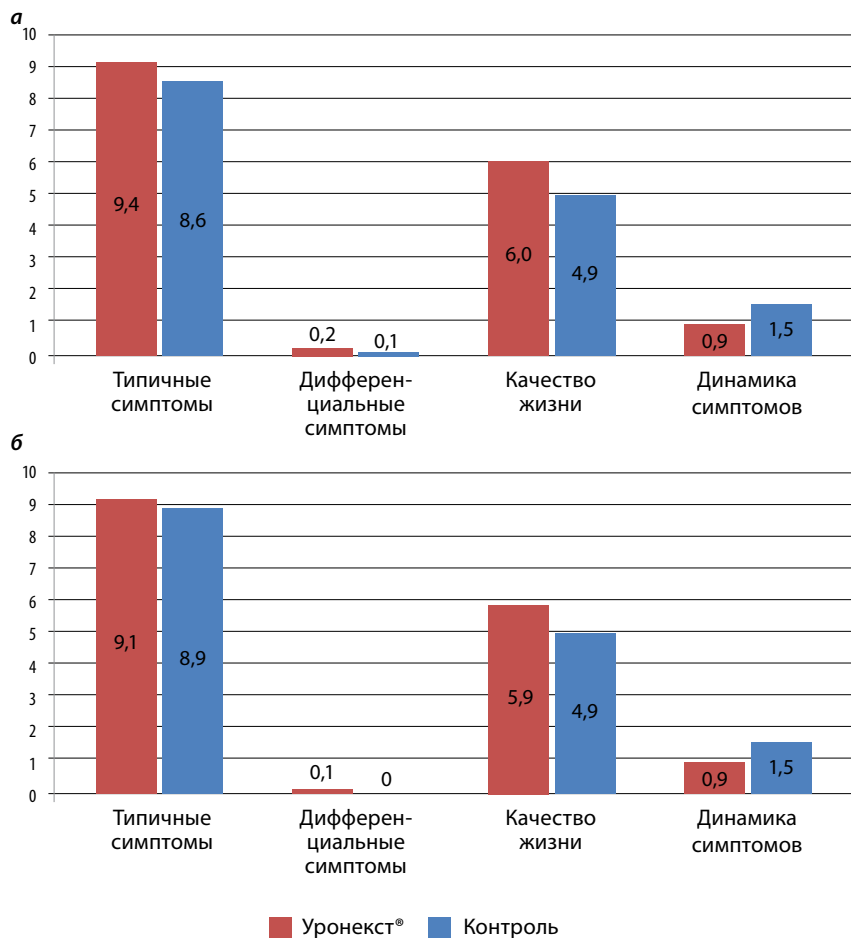 а
10
9
8
7
6
5
4
3
2
1
0
9,4
8,6
0,2
0,1
6,0
4,9
0,9
1,5
Типичные
симптомы
Дифферен-
циальные
симптомы
Качество
жизни
Динамика
симптомов
б
10
9
8
7
6
5
4
3
2
1
0
9,1
8,9
0,1
0
5,9
4,9
0,9
1,5
Типичные
симптомы
Дифферен-
циальные
симптомы
Качество
жизни
Динамика
симптомов
Уронекст® Контроль